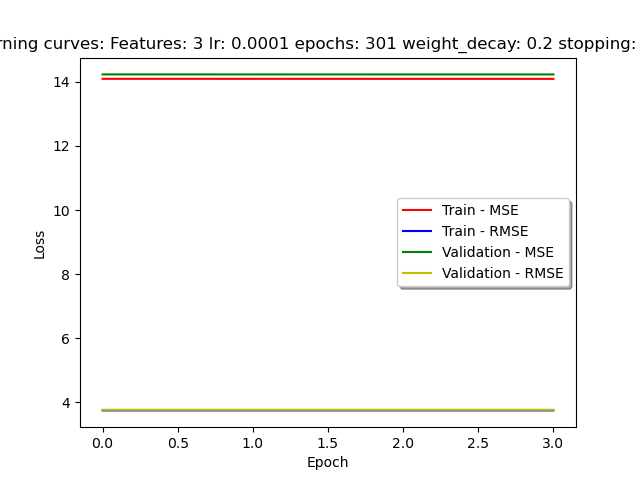 rning curves: Features: 3 lr: 0.0001 epochs: 301 weight_decay: 0.2 stopping:
14
12
10
8
6
4
Loss
Train - MSE
Train - RMSE
Validation - MSE
Validation - RMSE
0.0 0.5 1.0 1.5 2.0 2.5 3.0
Epoch